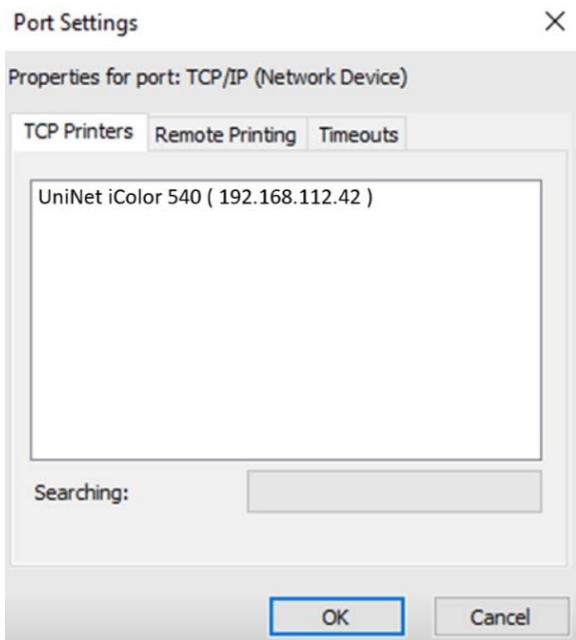 Port Settings
Properties for port: TCP/IP (Network Device)
TCP Printers Remote Printing Timeouts
UniNet iColor 540 ( 192.168.112.42 )
Searching:
OK Cancel